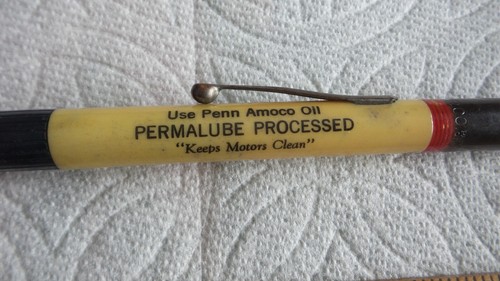 Use Penn Amoco Oil
PERMALUBE PROCESSED
"Keeps Motors Clean"